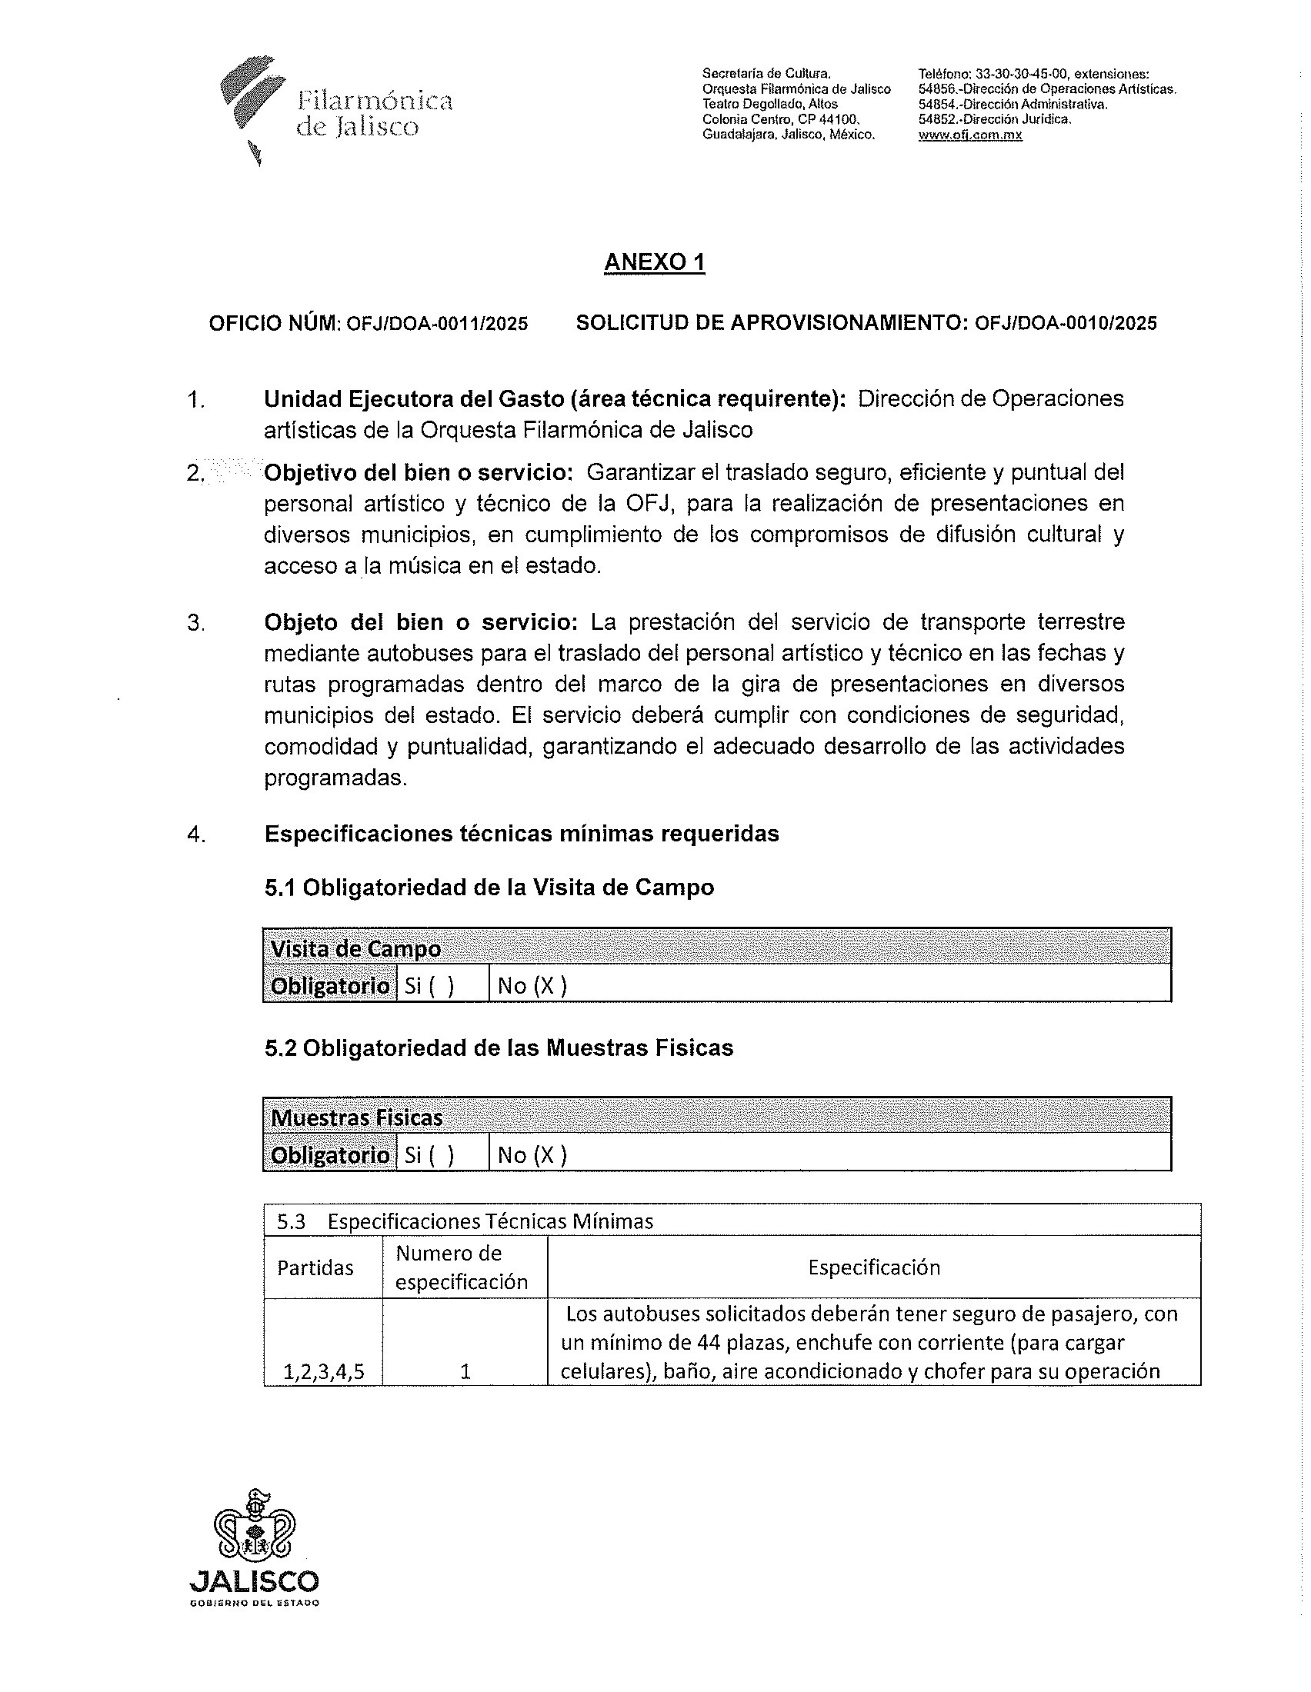 Filarmónica
de Jalisco
Secretaría de Cultura.
Orquesta Filarmónica de Jalisco
Teatro Degollado, Altos
Colonia Centro, CP 44100.
Guadalajara, Jalisco, México.
Teléfono: 33-30-30-45-00, extensiones:
54856.-Dirección de Operaciones Artísticas.
54854.-Dirección Administrativa.
54852.-Dirección Jurídica.
www.ofj.com.mx
ANEXO 1
OFICIO NÚM: OFJ/DOA-0011/2025 SOLICITUD DE APROVISIONAMIENTO: OFJ/DOA-0010/2025
1. Unidad Ejecutora del Gasto (área técnica requirente): Dirección de Operaciones
artísticas de la Orquesta Filarmónica de Jalisco
2. Objetivo del bien o servicio: Garantizar el traslado seguro, eficiente y puntual del
personal artístico y técnico de la OFJ, para la realización de presentaciones en
diversos municipios, en cumplimiento de los compromisos de difusión cultural y
acceso a la música en el estado.
3. Objeto del bien o servicio: La prestación del servicio de transporte terrestre
mediante autobuses para el traslado del personal artístico y técnico en las fechas y
rutas programadas dentro del marco de la gira de presentaciones en diversos
municipios del estado. El servicio deberá cumplir con condiciones de seguridad,
comodidad y puntualidad, garantizando el adecuado desarrollo de las actividades
programadas.
4. Especificaciones técnicas mínimas requeridas
5.1 Obligatoriedad de la Visita de Campo
Visita de Campo
Obligatorio Si ( ) No (X )
5.2 Obligatoriedad de las Muestras Fisicas
Muestras Fisicas
Obligatorio Si ( ) No (X )
5.3 Especificaciones Técnicas Mínimas
Partidas
Numero de
especificación
Especificación
Los autobuses solicitados deberán tener seguro de pasajero, con
un mínimo de 44 plazas, enchufe con corriente (para cargar
1,2,3,4,5 1 celulares), baño, aire acondicionado y chofer para su operación
JALISCO
GOBIERNO DEL ESTADO